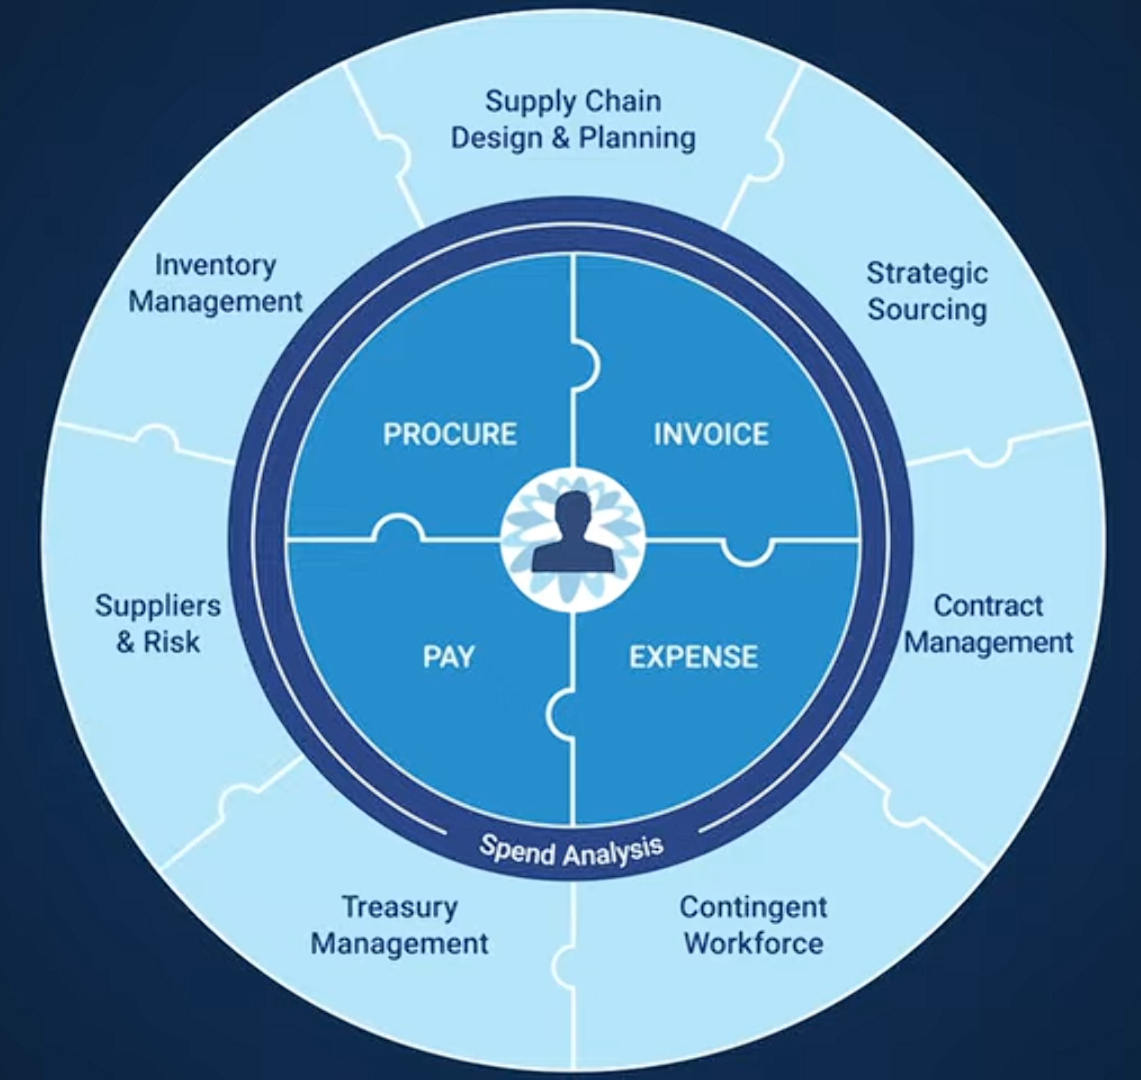 Supply Chain
Design & Planning
Inventory
Management
Strategic
Sourcing
PROCURE
INVOICE
Suppliers
& Risk
Contract
Management
PAY
EXPENSE
Spend Analysis
Treasury
Management
Contingent
Workforce